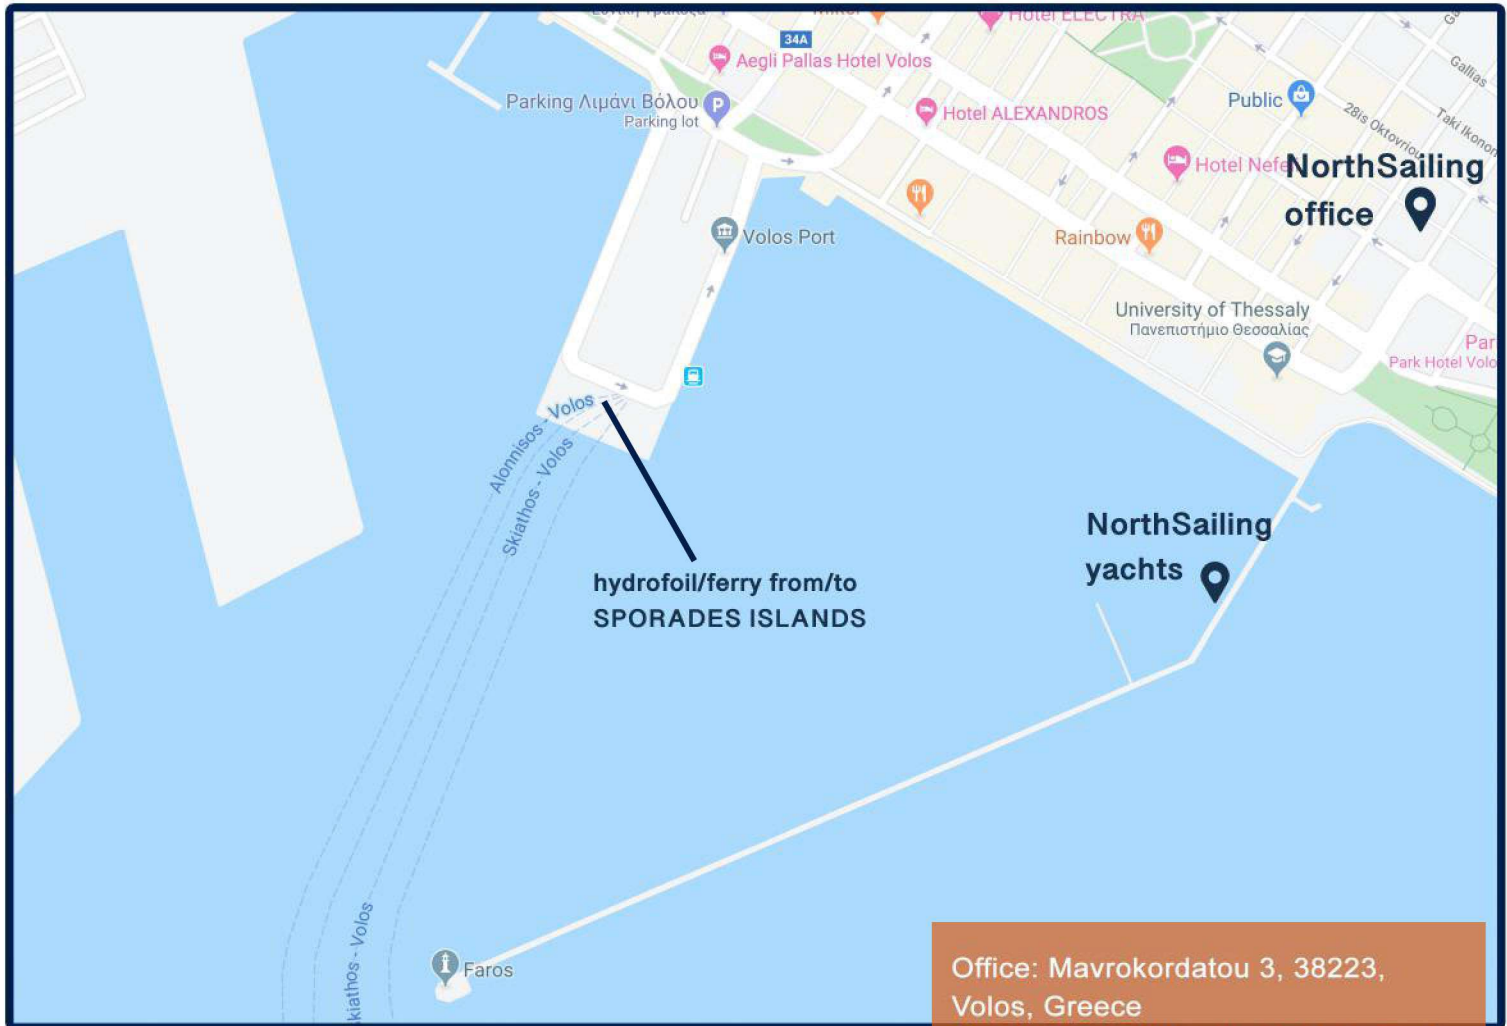 Hotel ELECTRA
34A
Aegli Pallas Hotel Volos
Gallias
Parking Λιμάνι Βόλου
Parking lot
P
Hotel ALEXANDROS
Public
28is Oktovriou
Taki Ikonom
Hotel Nefeli
NorthSailing
office
Volos Port
Rainbow
University of Thessaly
Πανεπιστήμιο Θεσσαλίας
Par
Park Hotel Volo
Alonnisos - Volos
Skiathos - Volos
NorthSailing
yachts
hydrofoil/ferry from/to
SPORADES ISLANDS
Skiathos - Volos
Faros
Office: Mavrokordatou 3, 38223,
Volos, Greece